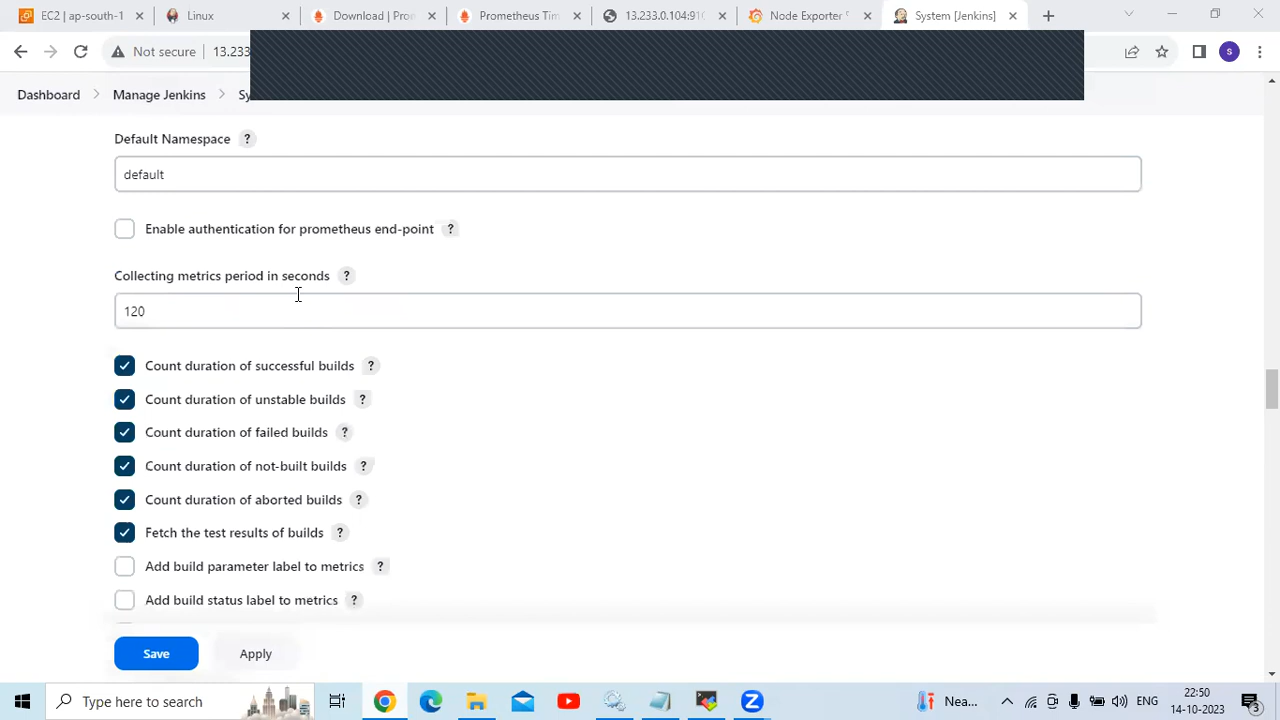 EC2 | ap-south-1
Linux
Download | Pro
Prometheus Tim
13.233.0.104:910
Node Exporter
System [Jenkins]
Not secure
13.233
Dashboard
Manage Jenkins
Sy
Default Namespace ?
default
Enable authentication for prometheus end-point ?
Collecting metrics period in seconds ?
120
Count duration of successful builds ?
Count duration of unstable builds ?
Count duration of failed builds ?
Count duration of not-built builds ?
Count duration of aborted builds ?
Fetch the test results of builds ?
Add build parameter label to metrics ?
Add build status label to metrics ?
Save
Apply
Type here to search
Nea...
ENG
22:50
14-10-2023
3